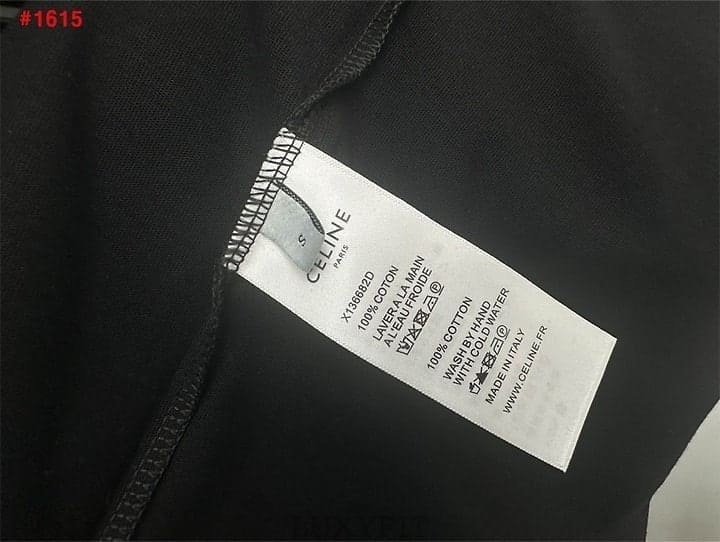 #1615
S
CELINE
PARIS
X136682D
100% COTON
LAVER A LA MAIN
A L'EAU FROIDE
100% COTTON
WASH BY HAND
WITH COLD WATER
MADE IN ITALY
WWW.CELINE.FR